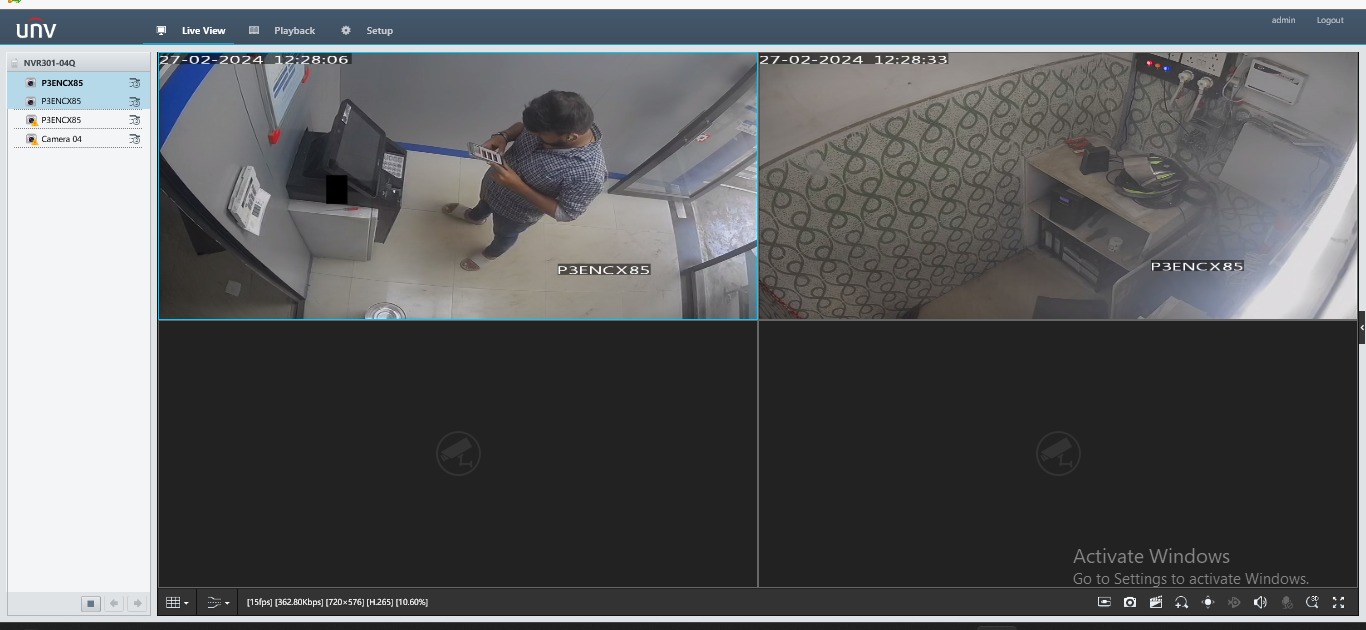 unv
Live View
Playback
Setup
admin
Logout
NVR301-04Q
P3ENCX85
P3ENCX85
P3ENCX85
Camera 04
27-02-2024 12:28:06
27-02-2024 12:28:33
P3ENCX85
P3ENCX85
Activate Windows
Go to Settings to activate Windows.
[15fps] [362.80Kbps] [720×576] [H.265] [10.60%]